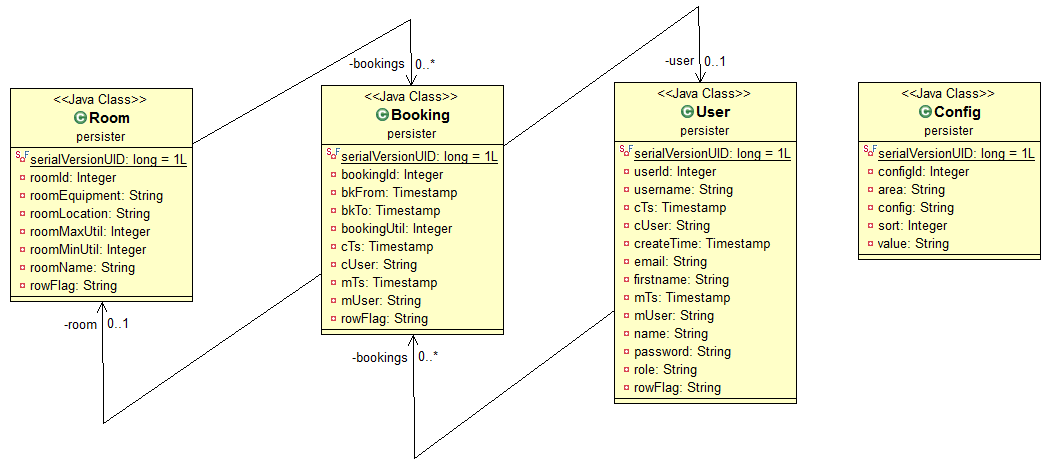 -bookings 0..*
-user 0..1
<<Java Class>>
C Room
persister
SF serialVersionUID: long = 1L
roomId: Integer
roomEquipment: String
roomLocation: String
roomMaxUtil: Integer
roomMinUtil: Integer
roomName: String
rowFlag: String
-room 0..1
<<Java Class>>
C Booking
persister
SF serialVersionUID: long = 1L
bookingId: Integer
bkFrom: Timestamp
bkTo: Timestamp
bookingUtil: Integer
cTs: Timestamp
cUser: String
mTs: Timestamp
mUser: String
rowFlag: String
-bookings 0..*
<<Java Class>>
C User
persister
SF serialVersionUID: long = 1L
userId: Integer
username: String
cTs: Timestamp
cUser: String
createTime: Timestamp
email: String
firstname: String
mTs: Timestamp
mUser: String
name: String
password: String
role: String
rowFlag: String
<<Java Class>>
C Config
persister
SF serialVersionUID: long = 1L
configId: Integer
area: String
config: String
sort: Integer
value: String